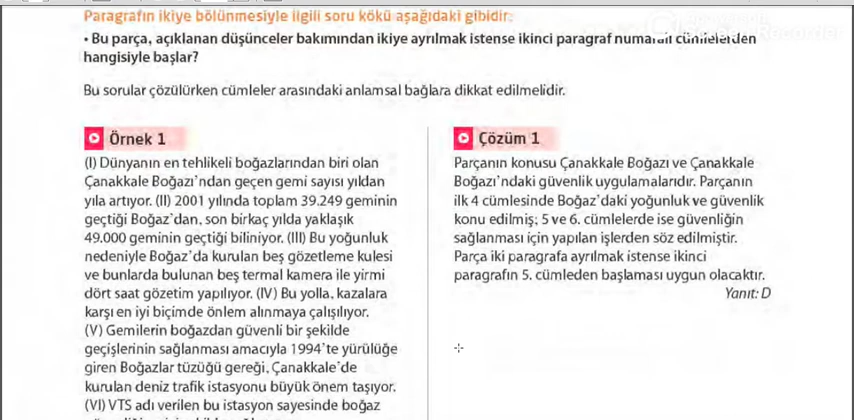 Paragrafın ikiye bölünmesiyle ilgili soru kökü aşağıdaki gibidir.
• Bu parça, açıklanan düşünceler bakımından ikiye ayrılmak istense ikinci paragraf numaralı cümlelerden
hangisiyle başlar?
Bu sorular çözülürken cümleler arasındaki anlamsal bağlara dikkat edilmelidir.
Örnek 1
(I) Dünyanın en tehlikeli boğazlarından biri olan
Çanakkale Boğazı'ndan geçen gemi sayısı yıldan
yıla artıyor. (II) 2001 yılında toplam 39.249 geminin
geçtiği Boğaz'dan, son birkaç yılda yaklaşık
49.000 geminin geçtiği biliniyor. (III) Bu yoğunluk
nedeniyle Boğaz'da kurulan beş gözetleme kulesi
ve bunlarda bulunan beş termal kamera ile yirmi
dört saat gözetim yapılıyor. (IV) Bu yolla, kazalara
karşı en iyi biçimde önlem alınmaya çalışılıyor.
(V) Gemilerin boğazdan güvenli bir şekilde
geçişlerinin sağlanması amacıyla 1994'te yürülüğe
giren Boğazlar tüzüğü gereği, Çanakkale'de
kurulan deniz trafik istasyonu büyük önem taşıyor.
(VI) VTS adı verilen bu istasyon sayesinde boğaz
Çözüm 1
Parçanın konusu Çanakkale Boğazı ve Çanakkale
Boğazı'ndaki güvenlik uygulamalarıdır. Parçanın
ilk 4 cümlesinde Boğaz'daki yoğunluk ve güvenlik
konu edilmiş; 5 ve 6. cümlelerde ise güvenliğin
sağlanması için yapılan işlerden söz edilmiştir.
Parça iki paragrafa ayrılmak istense ikinci
paragrafın 5. cümleden başlaması uygun olacaktır.
Yanıt: D